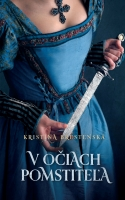 KRISTÍNA BRESTENSKÁ
V OČIACH
POMSTITEĽA